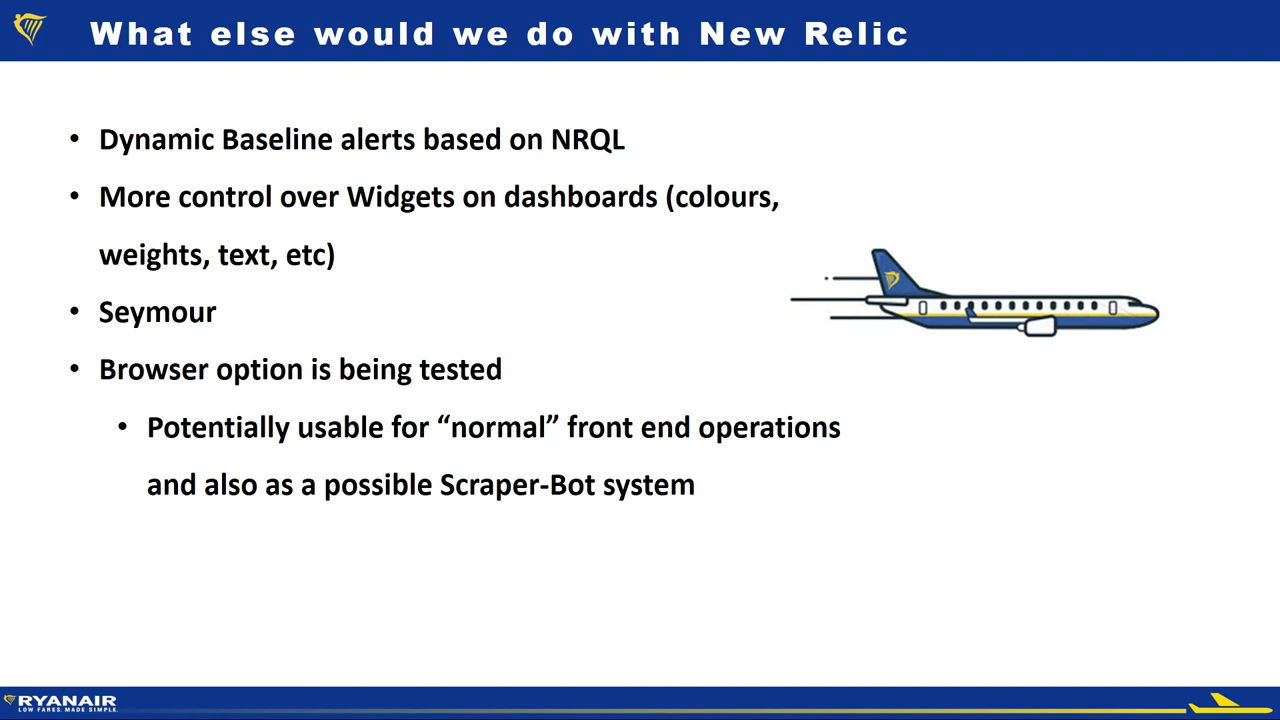 What else would we do with New Relic
• Dynamic Baseline alerts based on NRQL
• More control over Widgets on dashboards (colours,
weights, text, etc)
• Seymour
• Browser option is being tested
• Potentially usable for “normal” front end operations
and also as a possible Scraper-Bot system
RYANAIR
LOW FARES. MADE SIMPLE.